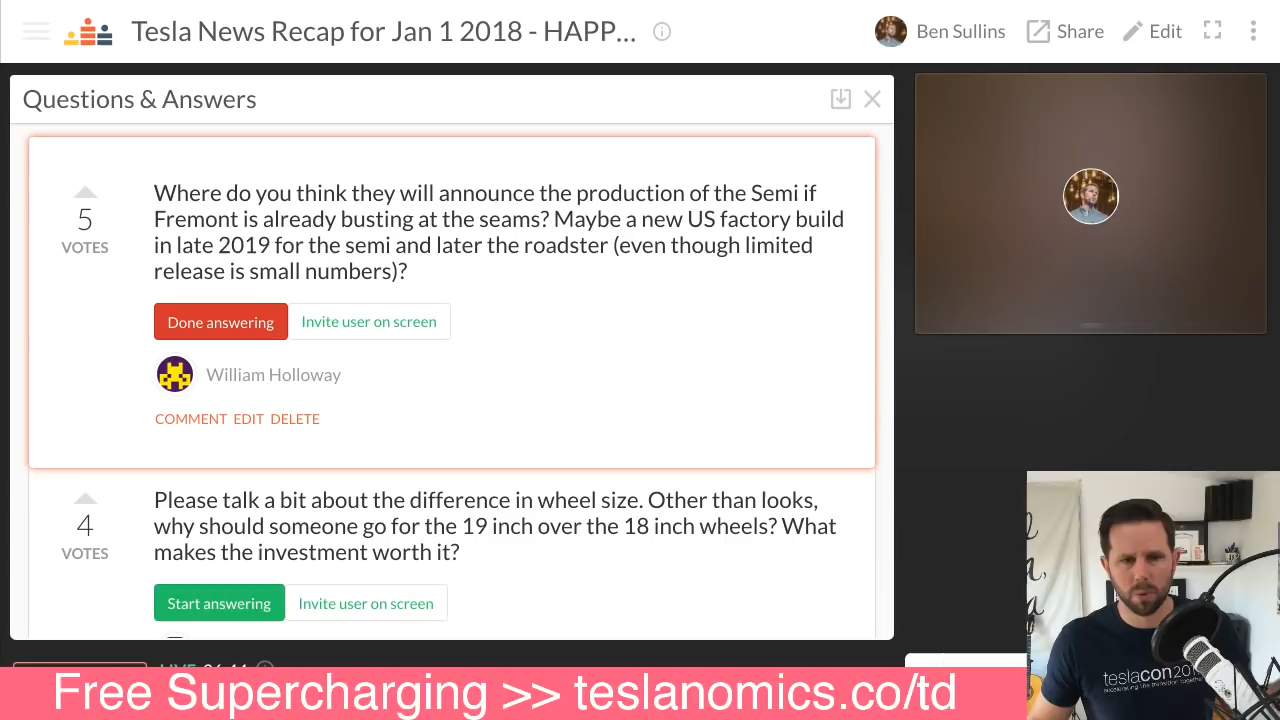 Tesla News Recap for Jan 1 2018 - HAPP...
Ben Sullins
Share
Edit
Questions & Answers
5
VOTES
Where do you think they will announce the production of the Semi if
Fremont is already busting at the seams? Maybe a new US factory build
in late 2019 for the semi and later the roadster (even though limited
release is small numbers)?
Done answering
Invite user on screen
William Holloway
COMMENT EDIT DELETE
4
VOTES
Please talk a bit about the difference in wheel size. Other than looks,
why should someone go for the 19 inch over the 18 inch wheels? What
makes the investment worth it?
Start answering
Invite user on screen
teslacon201
accelerating the transition together
Free Supercharging >> teslanomics.co/td